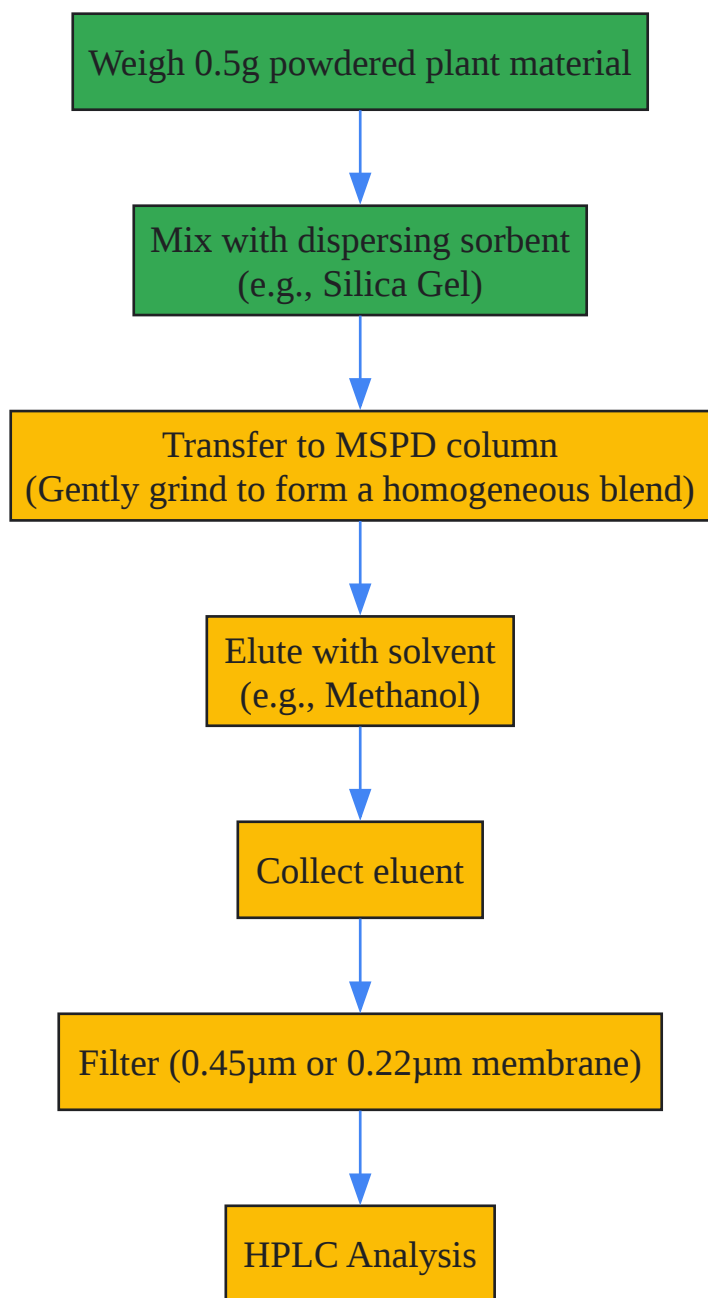 Weigh 0.5g powdered plant material
Mix with dispersing sorbent
(e.g., Silica Gel)
Transfer to MSPD column
(Gently grind to form a homogeneous blend)
Elute with solvent
(e.g., Methanol)
Collect eluent
Filter (0.45µm or 0.22µm membrane)
HPLC Analysis